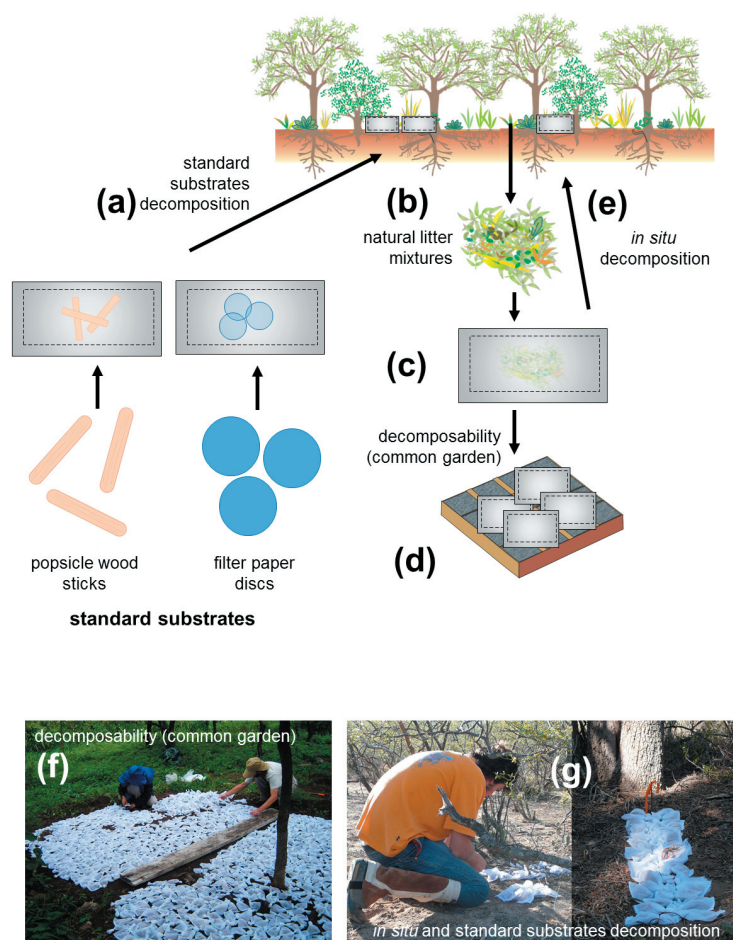 standard
substrates
decomposition
(a)
(b)
natural litter
mixtures
(e)
in situ
decomposition
(c)
decomposability
(common garden)
(d)
popsicle wood
sticks
filter paper
discs
standard substrates
decomposability (common garden)
(f)
(g)
in situ and standard substrates decomposition